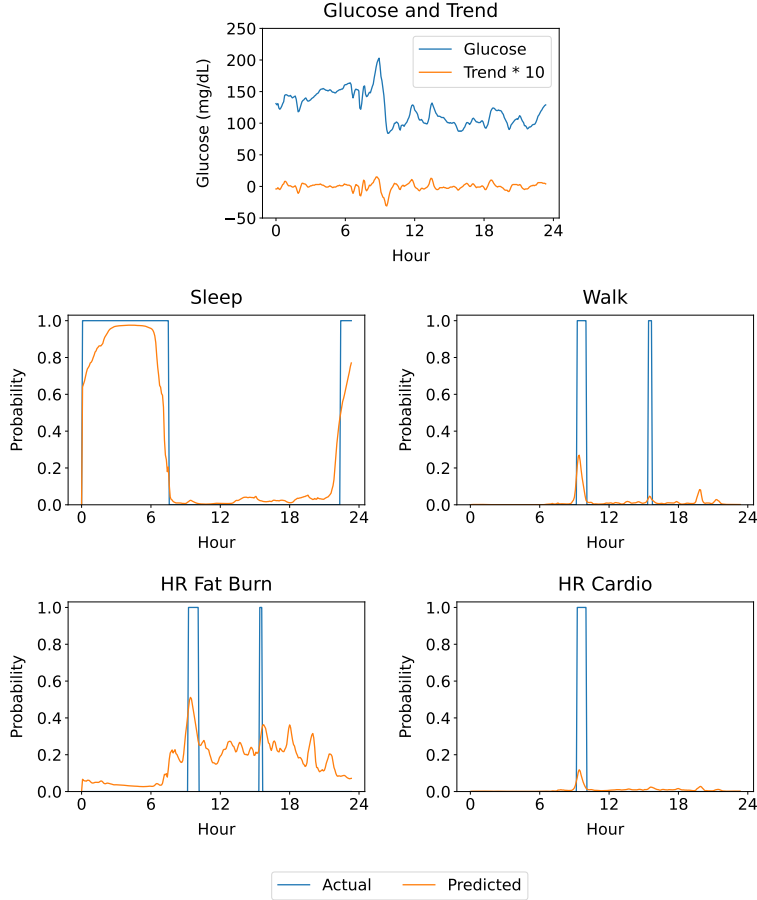 Glucose and Trend
250
200
150
100
50
0
−50
Glucose (mg/dL)
Glucose
Trend * 10
0 6 12 18 24
Hour
Sleep
1.0
0.8
0.6
0.4
0.2
0.0
Probability
0 6 12 18 24
Hour
Walk
1.0
0.8
0.6
0.4
0.2
0.0
Probability
0 6 12 18 24
Hour
HR Fat Burn
1.0
0.8
0.6
0.4
0.2
0.0
Probability
0 6 12 18 24
Hour
HR Cardio
1.0
0.8
0.6
0.4
0.2
0.0
Probability
0 6 12 18 24
Hour
Actual Predicted